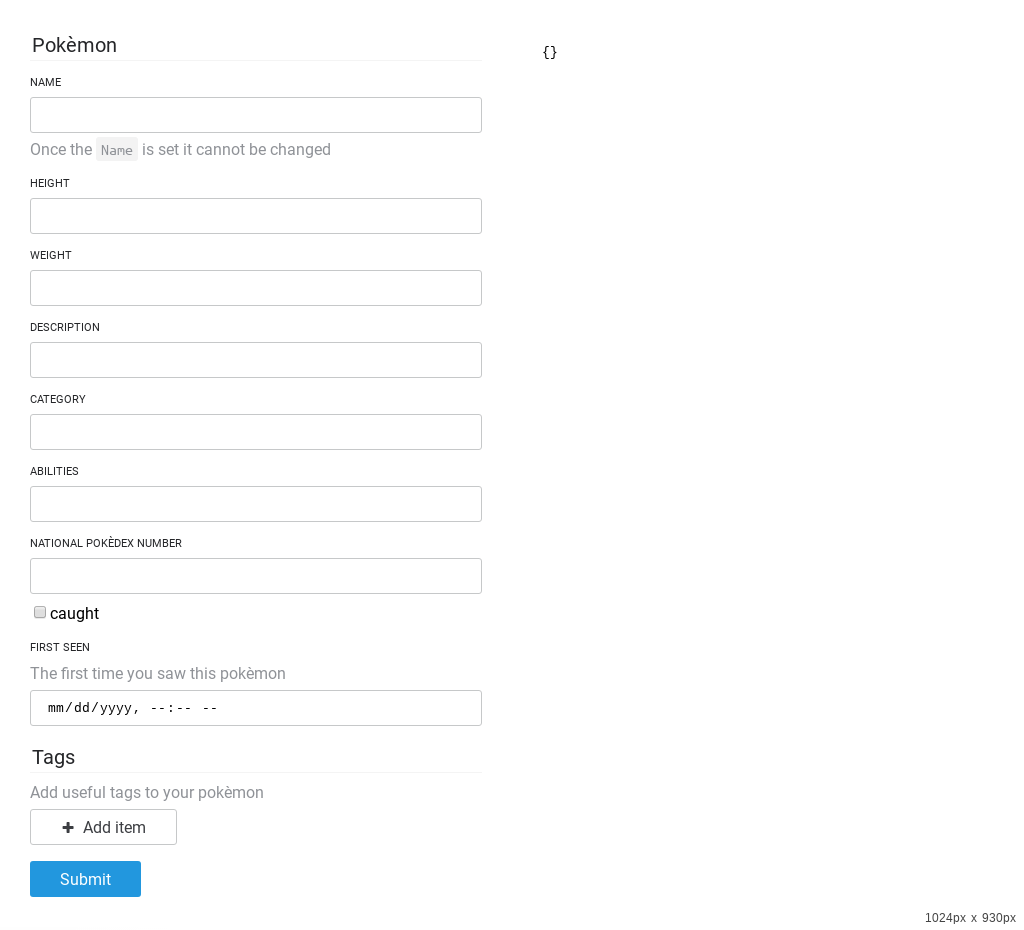 Pokèmon
{}
NAME
Once the Name is set it cannot be changed
HEIGHT
WEIGHT
DESCRIPTION
CATEGORY
ABILITIES
NATIONAL POKÈDEX NUMBER
caught
FIRST SEEN
The first time you saw this pokèmon
mm/dd/yyyy, --:-- --
Tags
Add useful tags to your pokèmon
Add item
Submit
1024px x 930px